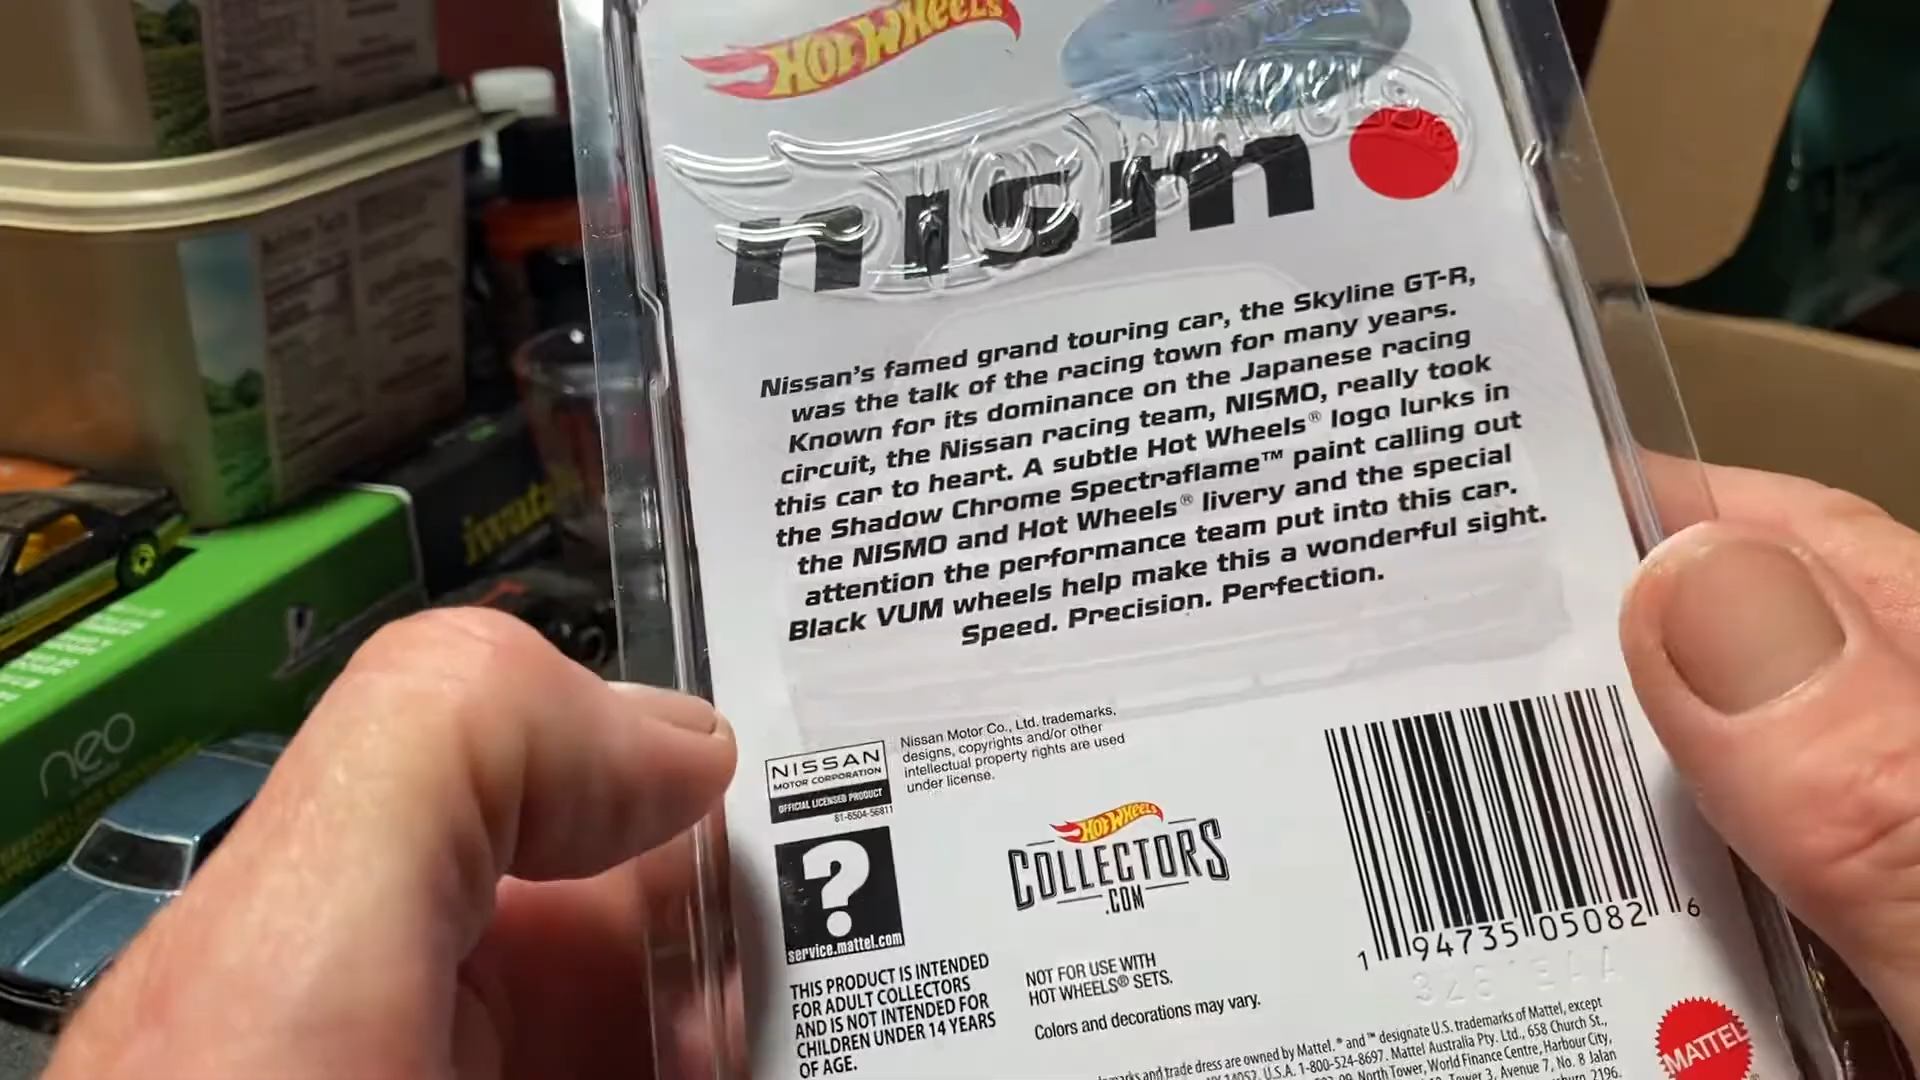 HOT WHEELS
nismo
Nissan's famed grand touring car, the Skyline GT-R,
was the talk of the racing town for many years.
Known for its dominance on the Japanese racing
circuit, the Nissan racing team, NISMO, really took
this car to heart. A subtle Hot Wheels® logo lurks in
the Shadow Chrome Spectraflame™ paint calling out
the NISMO and Hot Wheels® livery and the special
attention the performance team put into this car.
Black VUM wheels help make this a wonderful sight.
Speed. Precision. Perfection.
NISSAN
MOTOR CORPORATION
OFFICIAL LICENSED PRODUCT
81-6504-56811
Nissan Motor Co., Ltd. trademarks,
designs, copyrights and/or other
intellectual property rights are used
under license.
?
service.mattel.com
HOT WHEELS
COLLECTORS
.COM
1 94735 05082 6
THIS PRODUCT IS INTENDED
FOR ADULT COLLECTORS
AND IS NOT INTENDED FOR
CHILDREN UNDER 14 YEARS
OF AGE.
NOT FOR USE WITH
HOT WHEELS® SETS.
Colors and decorations may vary.
MATTEL
® and ™ designate U.S. trademarks of Mattel, except
and trade dress are owned by Mattel.
14052, U.S.A. 1-800-524-8697. Mattel Australia Pty. Ltd., 658 Church St.,
North Tower, World Finance Centre, Harbour City,
Tower 3, Avenue 7, No. 8 Jalan
2196.
neo
iwata